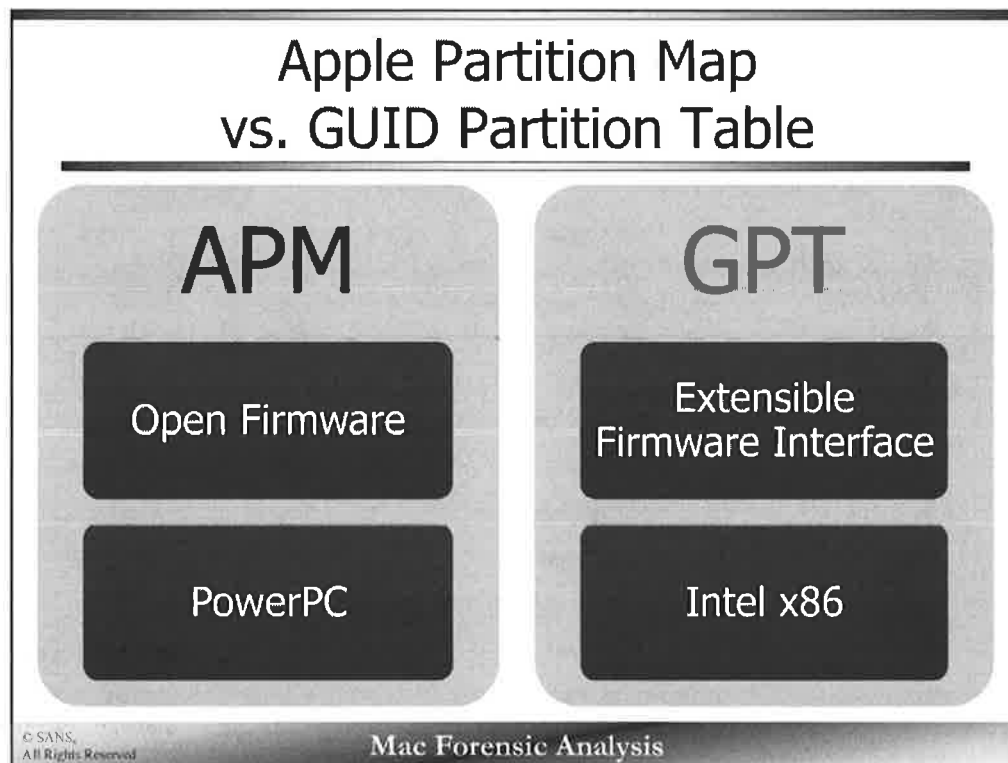 Apple Partition Map
vs. GUID Partition Table
APM
Open Firmware
PowerPC
GPT
Extensible
Firmware Interface
Intel x86
© SANS,
All Rights Reserved
Mac Forensic Analysis